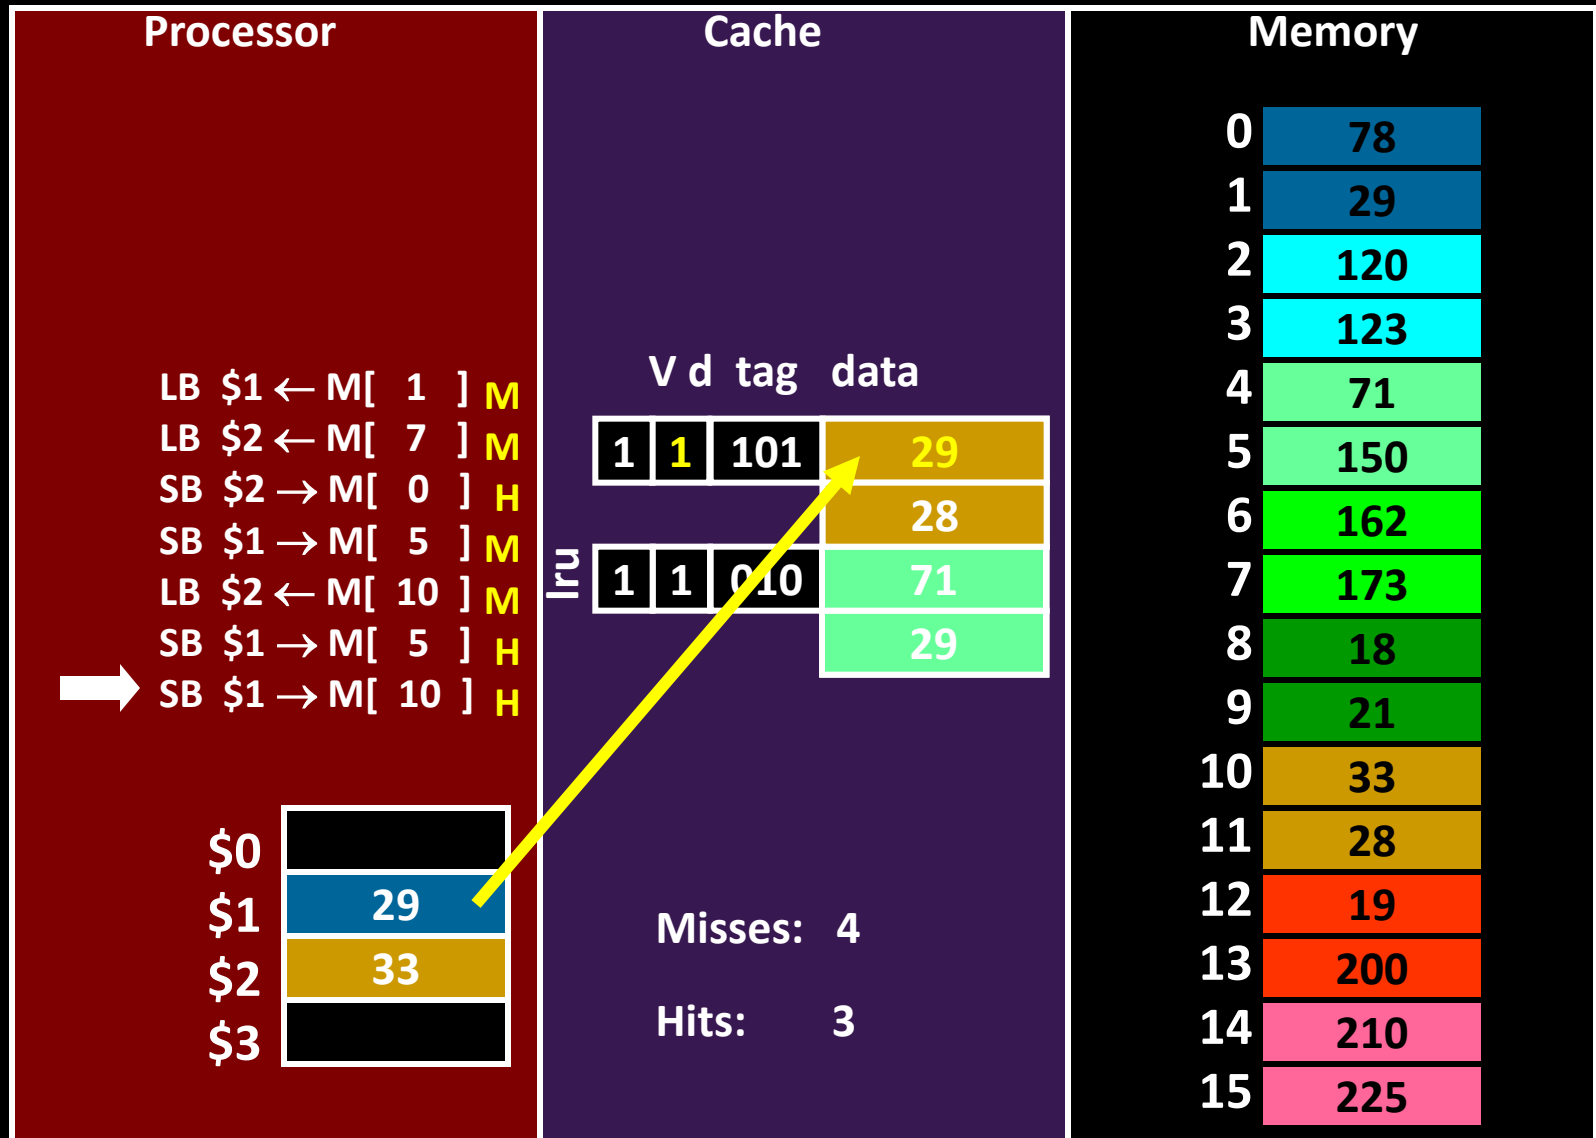 Processor
LB $1 ← M[ 1 ] M
LB $2 ← M[ 7 ] M
SB $2 → M[ 0 ] H
SB $1 → M[ 5 ] M
LB $2 ← M[ 10 ] M
SB $1 → M[ 5 ] H
SB $1 → M[ 10 ] H
$0
$1 29
$2 33
$3
Cache
V d tag data
1 1 101 29
28
lru 1 1 010 71
29
Misses: 4
Hits: 3
Memory
0 78
1 29
2 120
3 123
4 71
5 150
6 162
7 173
8 18
9 21
10 33
11 28
12 19
13 200
14 210
15 225